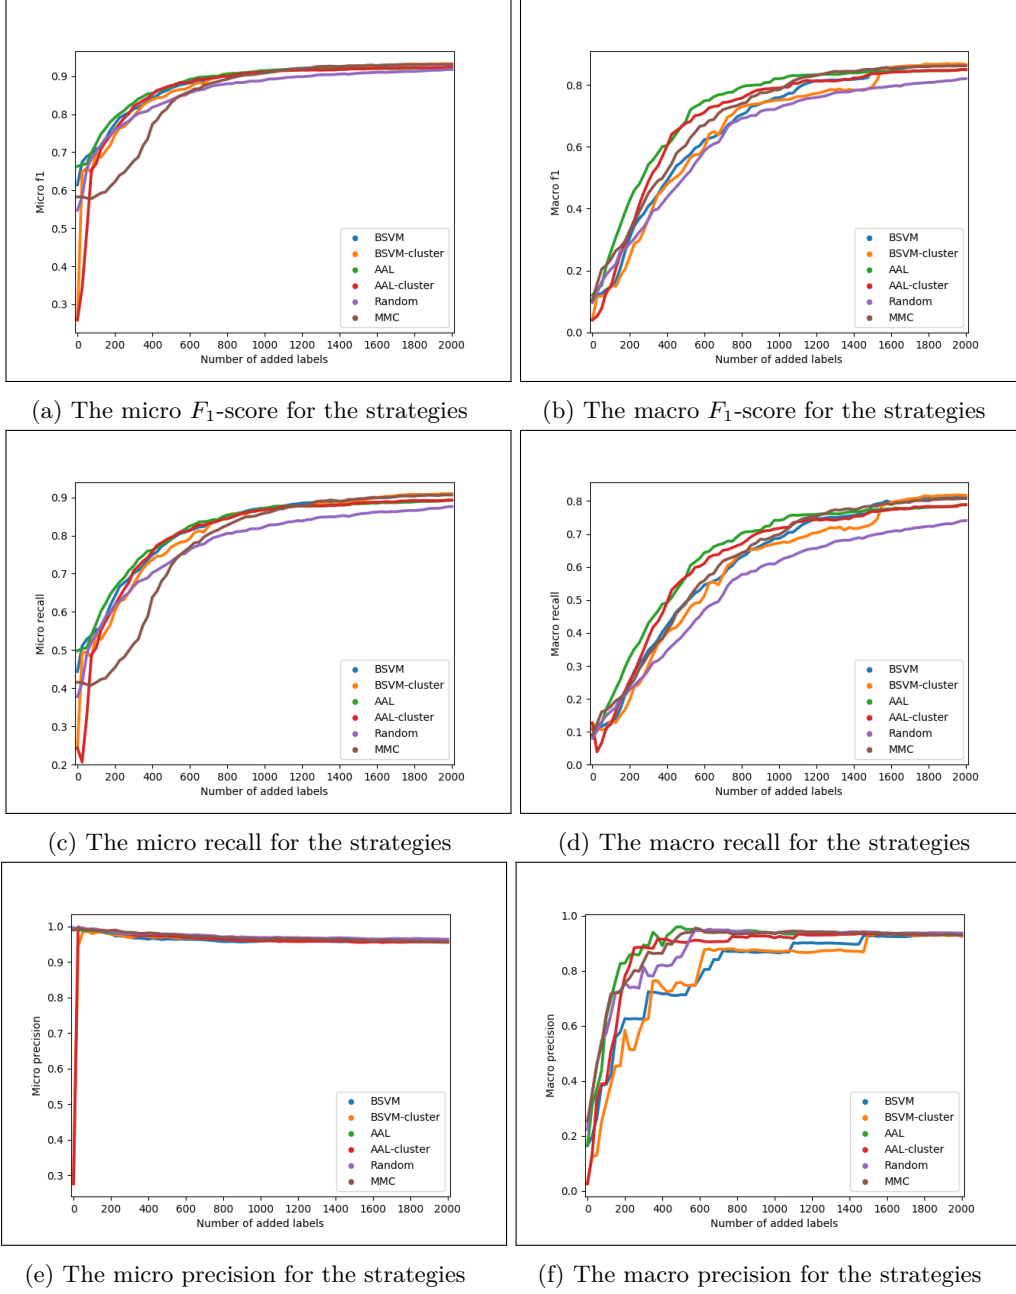 0.9
0.8
0.7
0.6
0.5
0.4
0.3
Micro f1
0 200 400 600 800 1000 1200 1400 1600 1800 2000
Number of added labels
BSVM
BSVM-cluster
AAL
AAL-cluster
Random
MMC
0.8
0.6
0.4
0.2
0.0
Macro f1
0 200 400 600 800 1000 1200 1400 1600 1800 2000
Number of added labels
BSVM
BSVM-cluster
AAL
AAL-cluster
Random
MMC
(a) The micro F₁-score for the strategies
(b) The macro F₁-score for the strategies
0.9
0.8
0.7
0.6
0.5
0.4
0.3
0.2
Micro recall
0 200 400 600 800 1000 1200 1400 1600 1800 2000
Number of added labels
BSVM
BSVM-cluster
AAL
AAL-cluster
Random
MMC
0.8
0.7
0.6
0.5
0.4
0.3
0.2
0.1
0.0
Macro recall
0 200 400 600 800 1000 1200 1400 1600 1800 2000
Number of added labels
BSVM
BSVM-cluster
AAL
AAL-cluster
Random
MMC
(c) The micro recall for the strategies
(d) The macro recall for the strategies
1.0
0.9
0.8
0.7
0.6
0.5
0.4
0.3
Micro precision
0 200 400 600 800 1000 1200 1400 1600 1800 2000
Number of added labels
BSVM
BSVM-cluster
AAL
AAL-cluster
Random
MMC
1.0
0.8
0.6
0.4
0.2
0.0
Macro precision
0 200 400 600 800 1000 1200 1400 1600 1800 2000
Number of added labels
BSVM
BSVM-cluster
AAL
AAL-cluster
Random
MMC
(e) The micro precision for the strategies
(f) The macro precision for the strategies